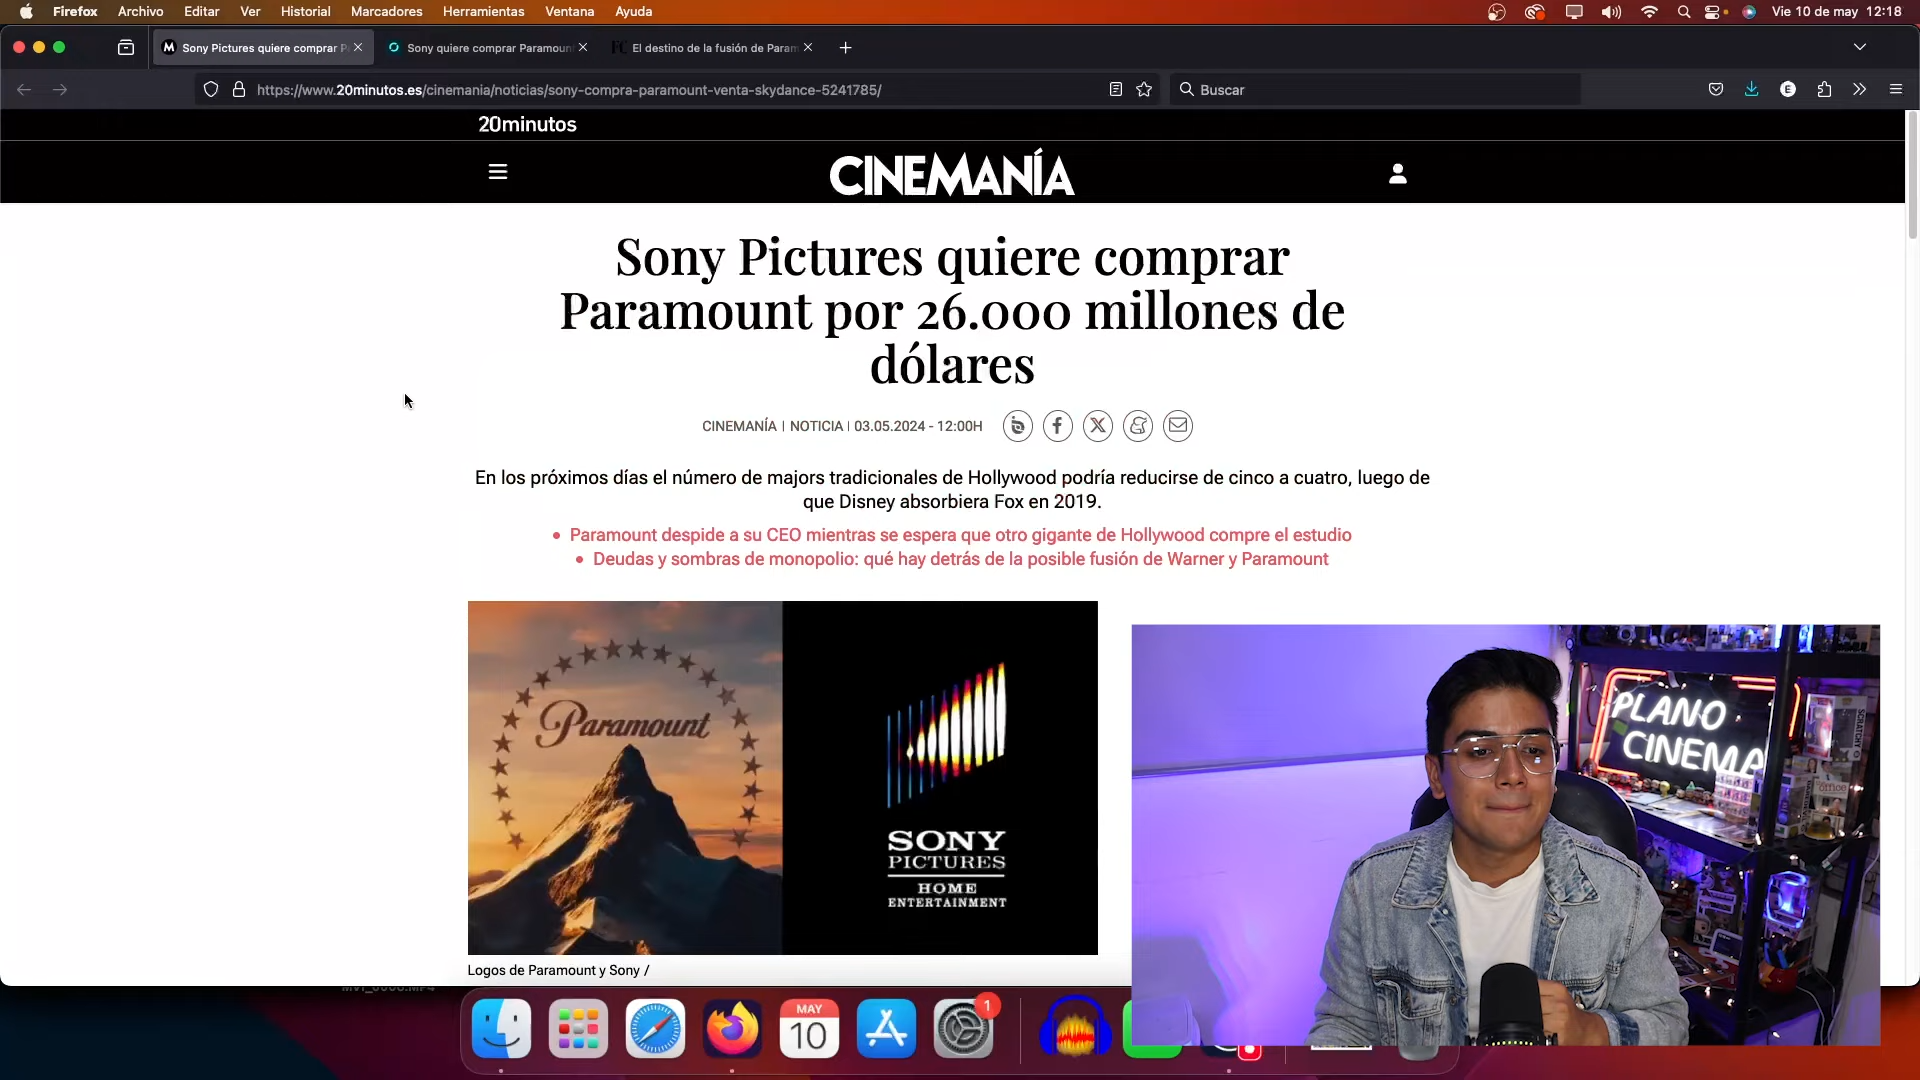 Firefox Archivo Editar Ver Historial Marcadores Herramientas Ventana Ayuda Vie 10 de may 12:18
Sony Pictures quiere comprar P
Sony quiere comprar Paramoun
El destino de la fusión de Param
https://www.20minutos.es/cinemania/noticias/sony-compra-paramount-venta-skydance-5241785/
Buscar
20minutos
CINEMANÍA
Sony Pictures quiere comprar
Paramount por 26.000 millones de
dólares
CINEMANÍA | NOTICIA | 03.05.2024 - 12:00H
En los próximos días el número de majors tradicionales de Hollywood podría reducirse de cinco a cuatro, luego de
que Disney absorbiera Fox en 2019.
Paramount despide a su CEO mientras se espera que otro gigante de Hollywood compre el estudio
Deudas y sombras de monopolio: qué hay detrás de la posible fusión de Warner y Paramount
Paramount
SONY
PICTURES
HOME
ENTERTAINMENT
PLANO
CINEMA
office
Logos de Paramount y Sony /
MAY
10
1